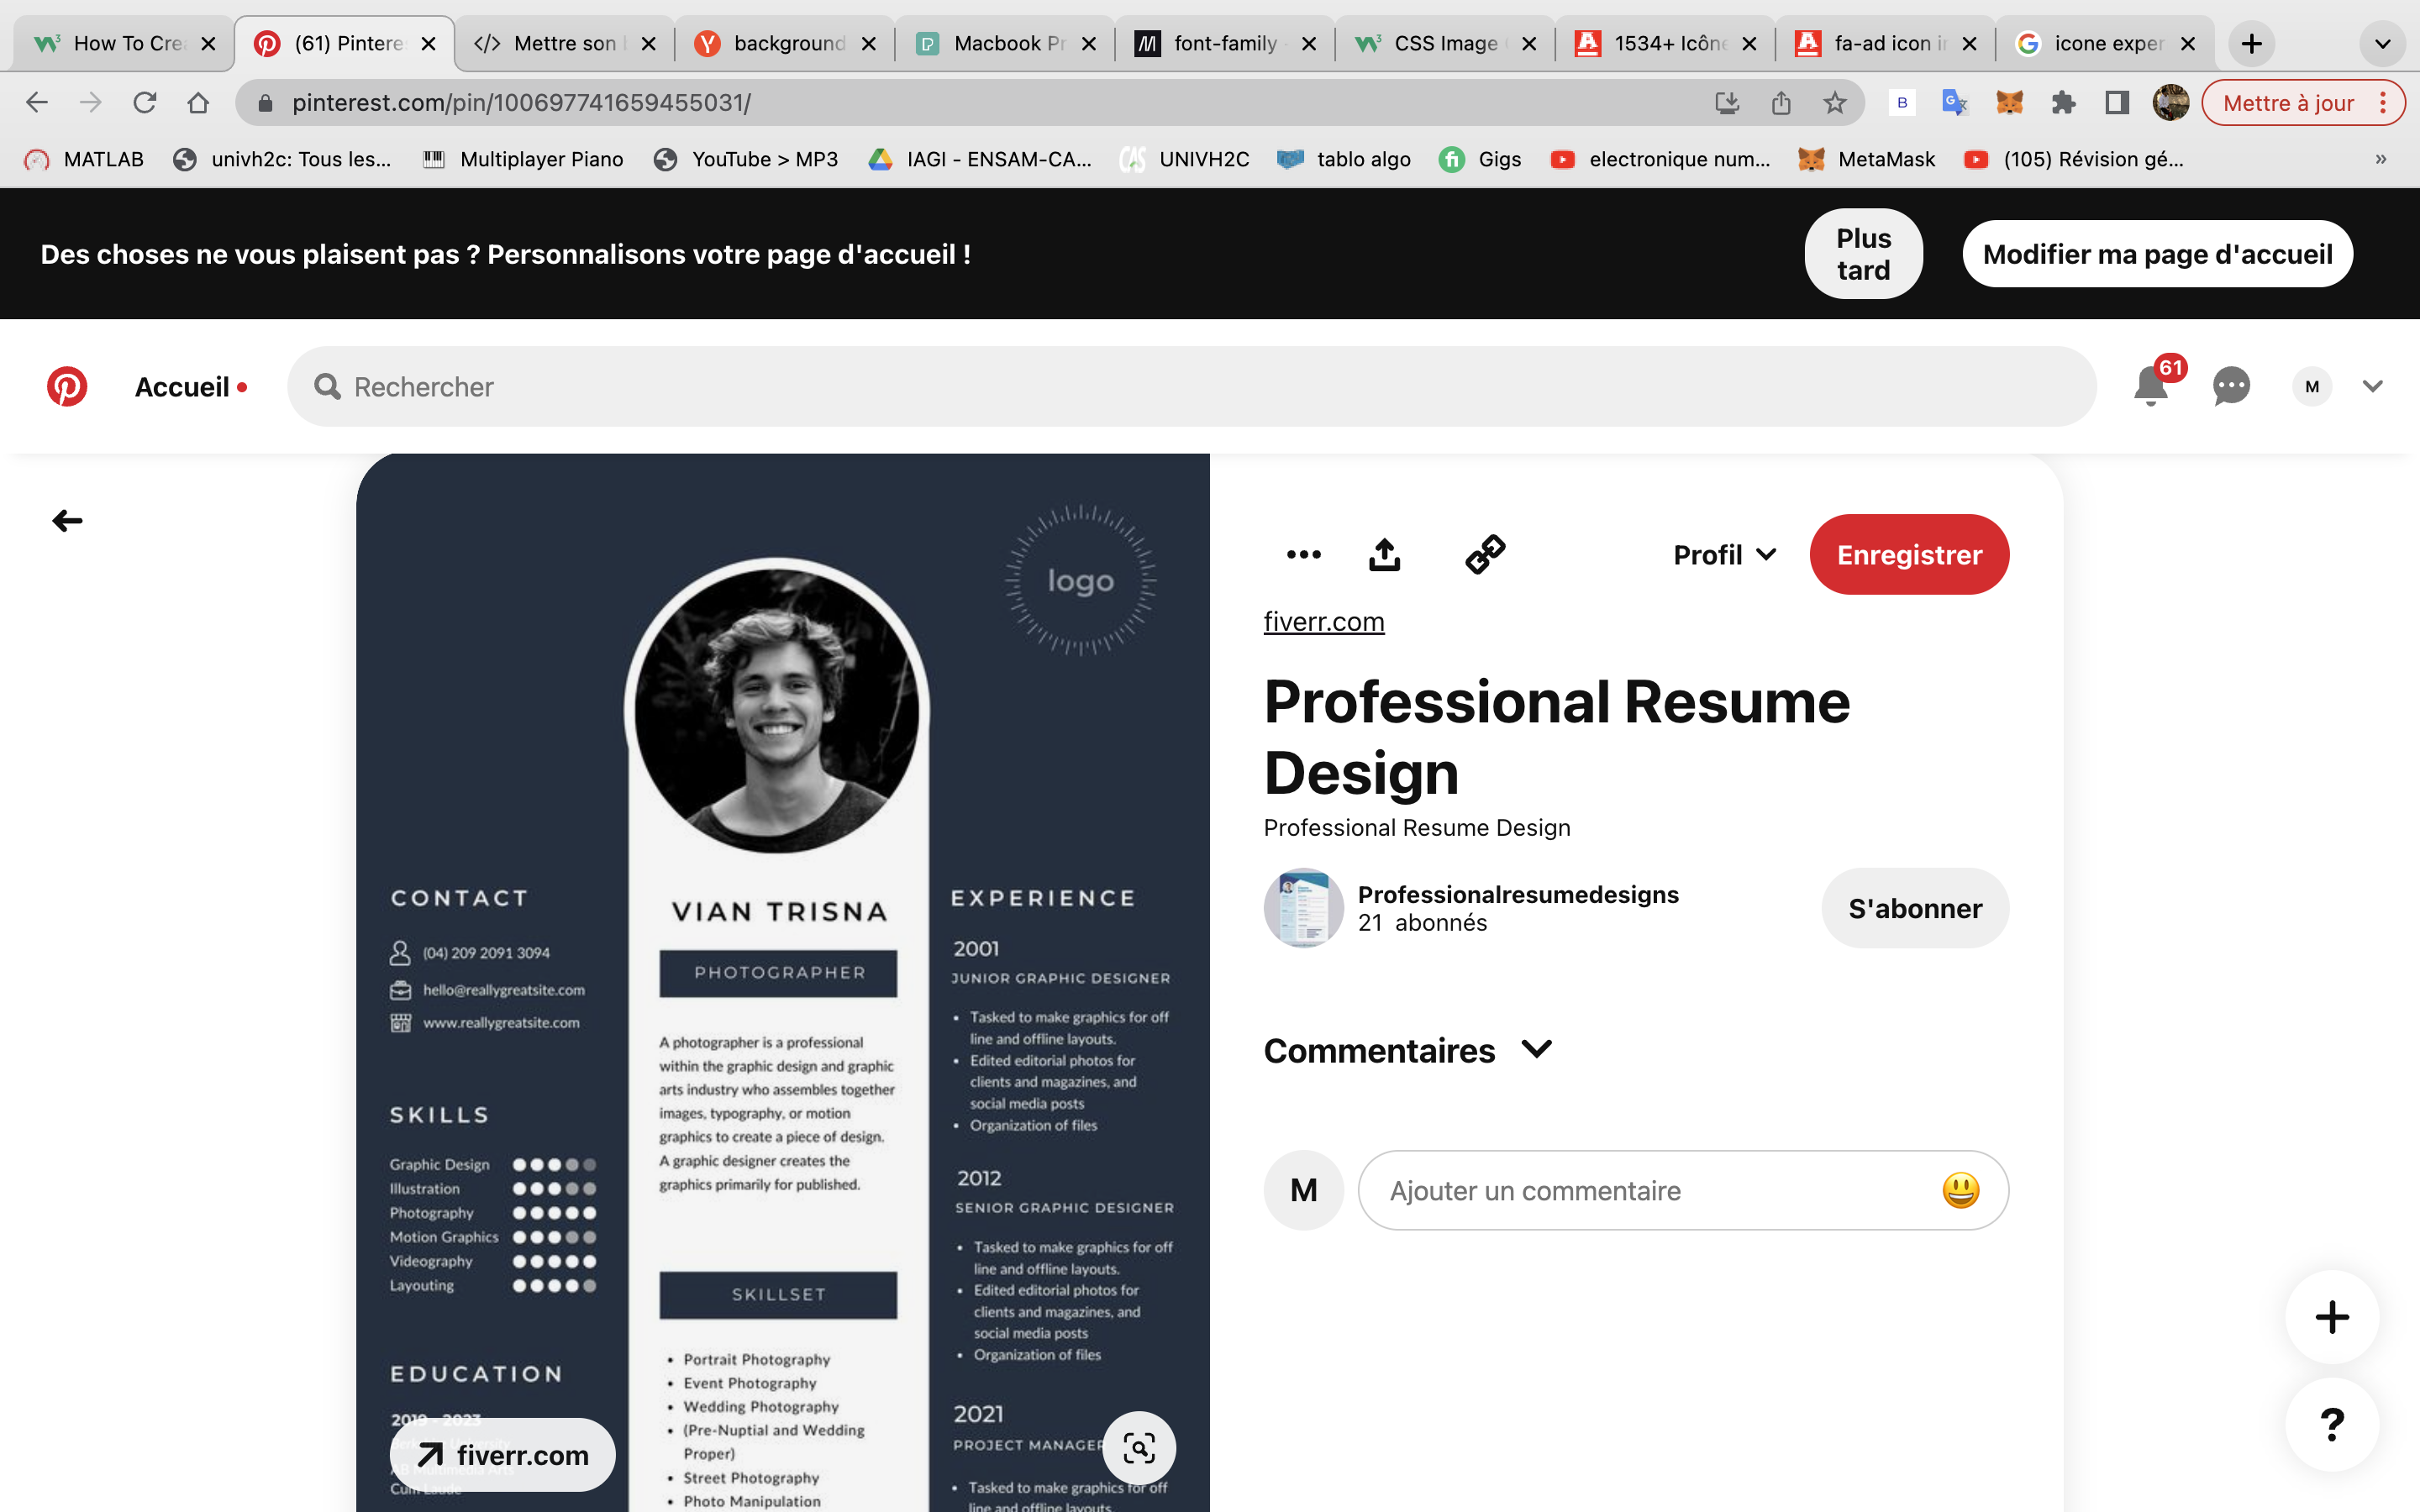 How To Cre
(61) Pintere
Mettre son
background
Macbook Pr
font-family
CSS Image
1534+ Icône
fa-ad icon i
icone exper
pinterest.com/pin/100697741659455031/
Mettre à jour
MATLAB
univh2c: Tous les...
Multiplayer Piano
YouTube > MP3
IAGI - ENSAM-CA...
UNIVH2C
tablo algo
Gigs
electronique num...
MetaMask
(105) Révision gé...
»
Des choses ne vous plaisent pas ? Personnalisons votre page d'accueil !
Plus
tard
Modifier ma page d'accueil
Accueil
Rechercher
61
M
logo
CONTACT
(04) 209 2091 3094
hello@reallygreatsite.com
www.reallygreatsite.com
SKILLS
Graphic Design
Illustration
Photography
Motion Graphics
Videography
Layouting
EDUCATION
2019 - 2023
Cum Laude
fiverr.com
VIAN TRISNA
PHOTOGRAPHER
A photographer is a professional
within the graphic design and graphic
arts industry who assembles together
images, typography, or motion
graphics to create a piece of design.
A graphic designer creates the
graphics primarily for published.
SKILLSET
• Portrait Photography
• Event Photography
• Wedding Photography
• (Pre-Nuptial and Wedding
Proper)
• Street Photography
• Photo Manipulation
EXPERIENCE
2001
JUNIOR GRAPHIC DESIGNER
• Tasked to make graphics for off
line and offline layouts.
• Edited editorial photos for
clients and magazines, and
social media posts
• Organization of files
2012
SENIOR GRAPHIC DESIGNER
• Tasked to make graphics for off
line and offline layouts.
• Edited editorial photos for
clients and magazines, and
social media posts
• Organization of files
2021
PROJECT MANAGER
• Tasked to make graphics for off
line and offline layouts.
Profil
Enregistrer
fiverr.com
Professional Resume
Design
Professional Resume Design
Professionalresumedesigns
21 abonnés
S'abonner
Commentaires
M
Ajouter un commentaire
?